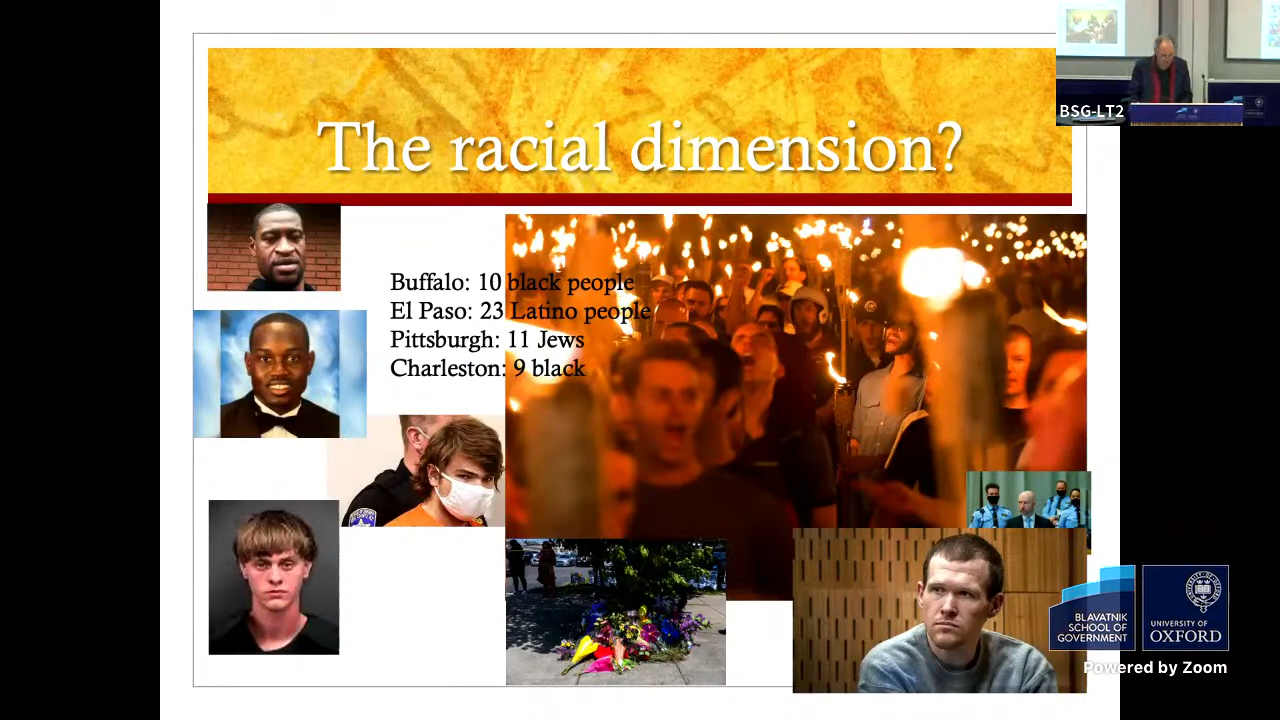 The racial dimension?
BSG-LT2
Buffalo: 10 black people
El Paso: 23 Latino people
Pittsburgh: 11 Jews
Charleston: 9 black
BLAVATNIK
SCHOOL OF
GOVERNMENT
UNIVERSITY OF
OXFORD
Powered by Zoom